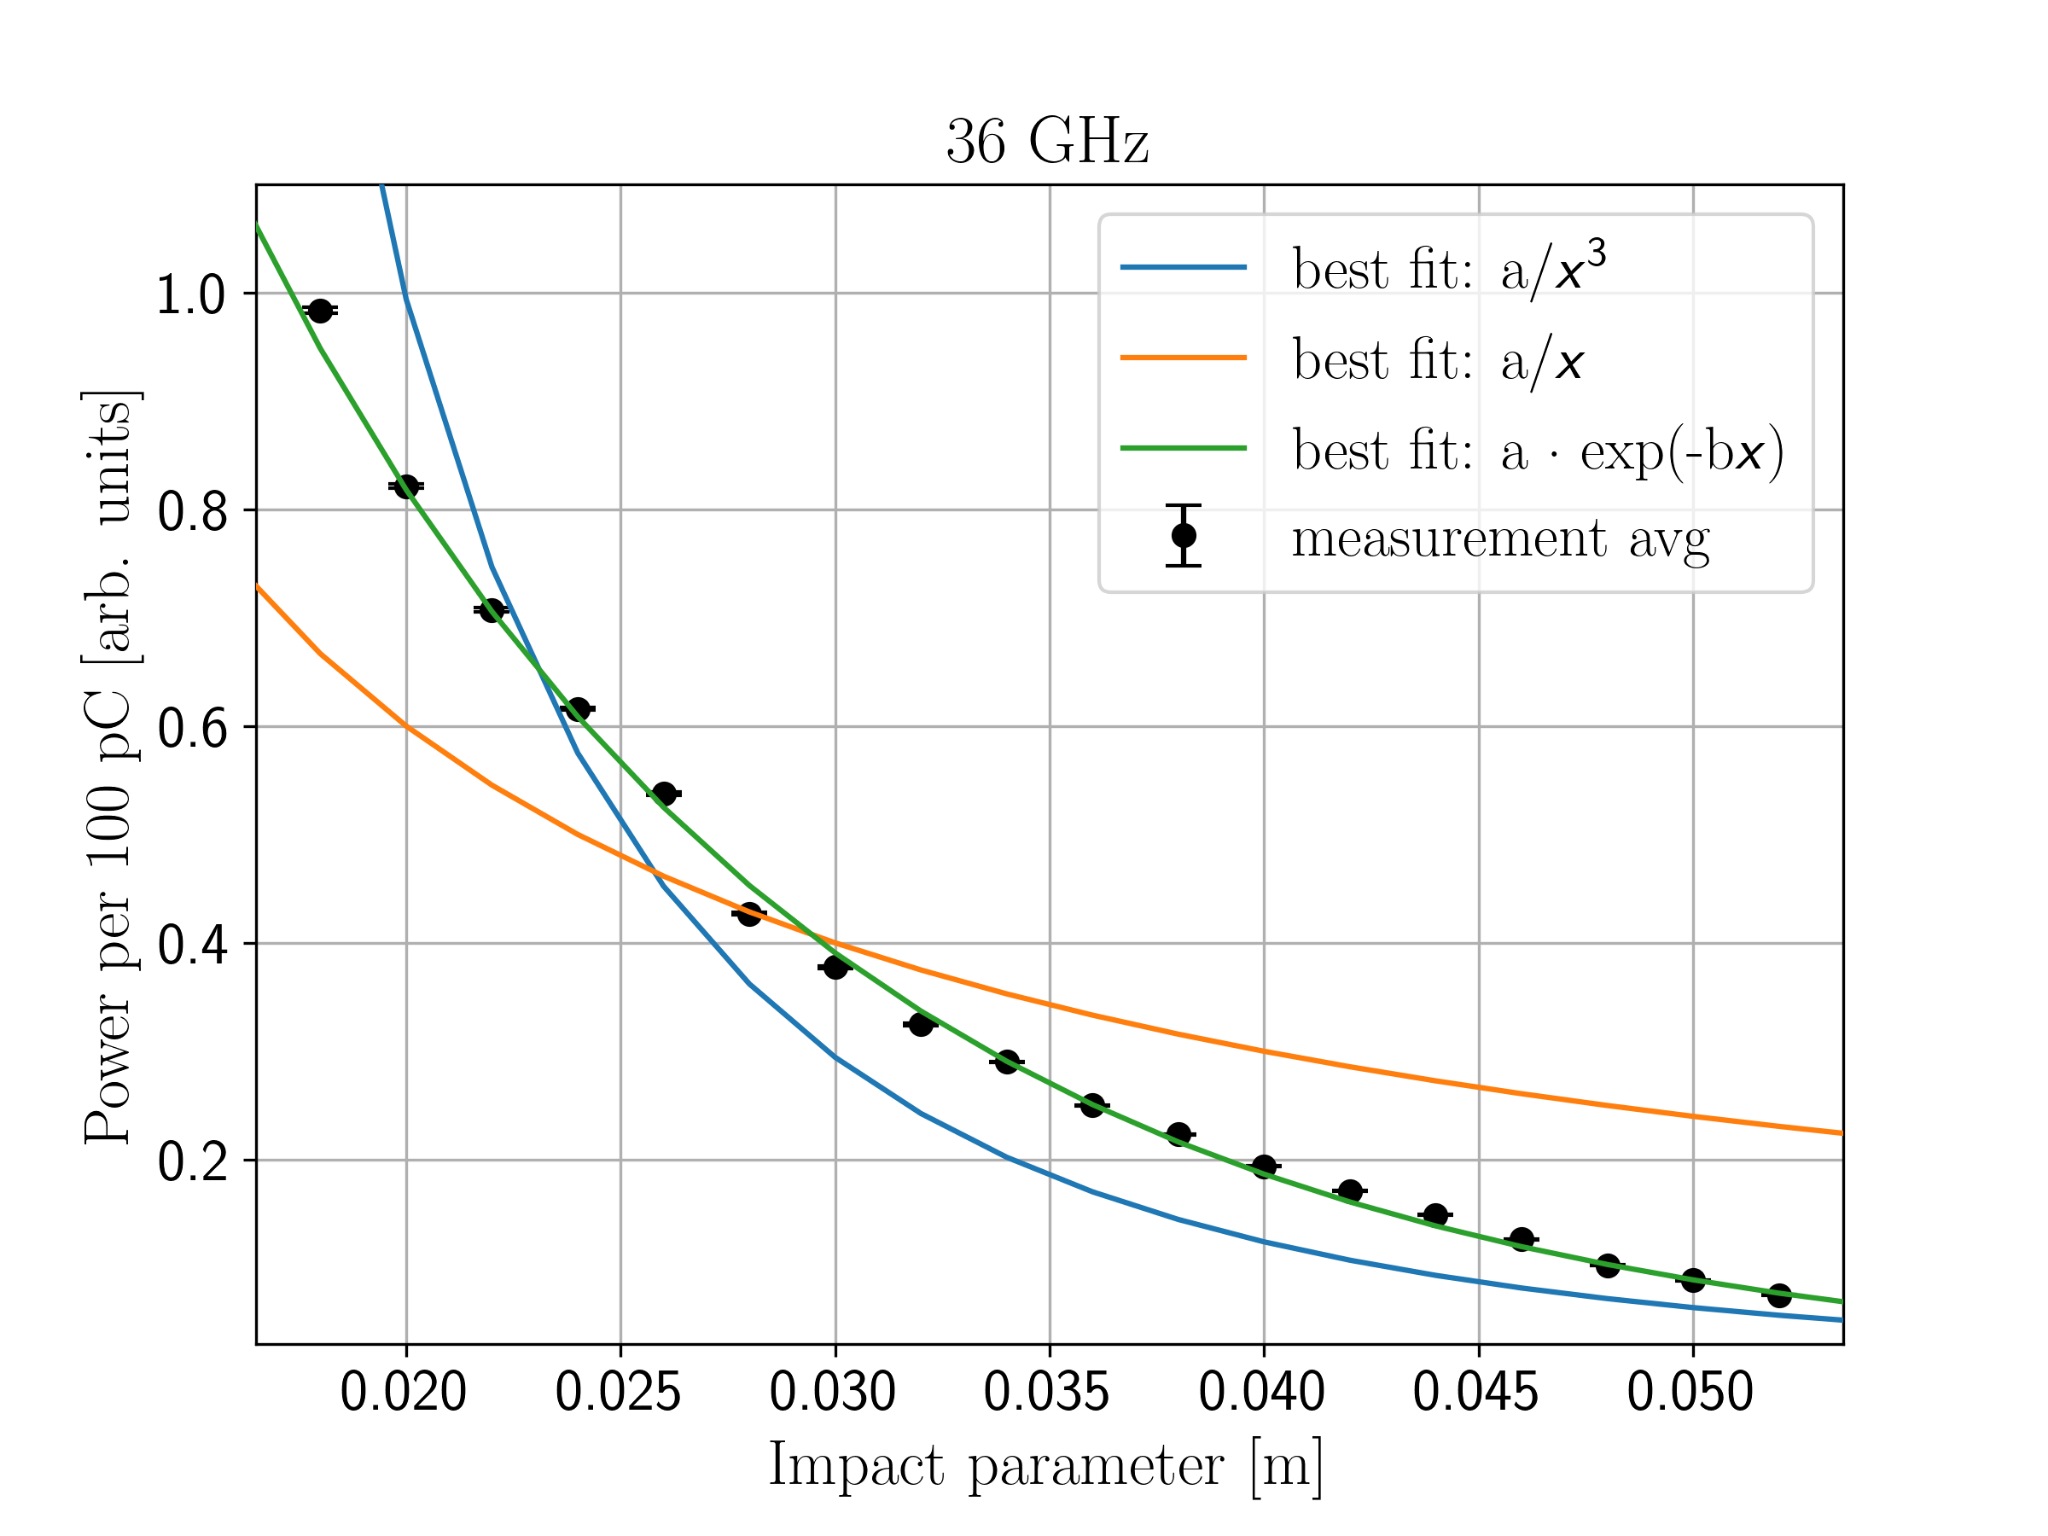 36 GHz
best fit: a/x³
best fit: a/x
best fit: a · exp(-bx)
measurement avg
Power per 100 pC [arb. units]
1.0
0.8
0.6
0.4
0.2
0.020 0.025 0.030 0.035 0.040 0.045 0.050
Impact parameter [m]